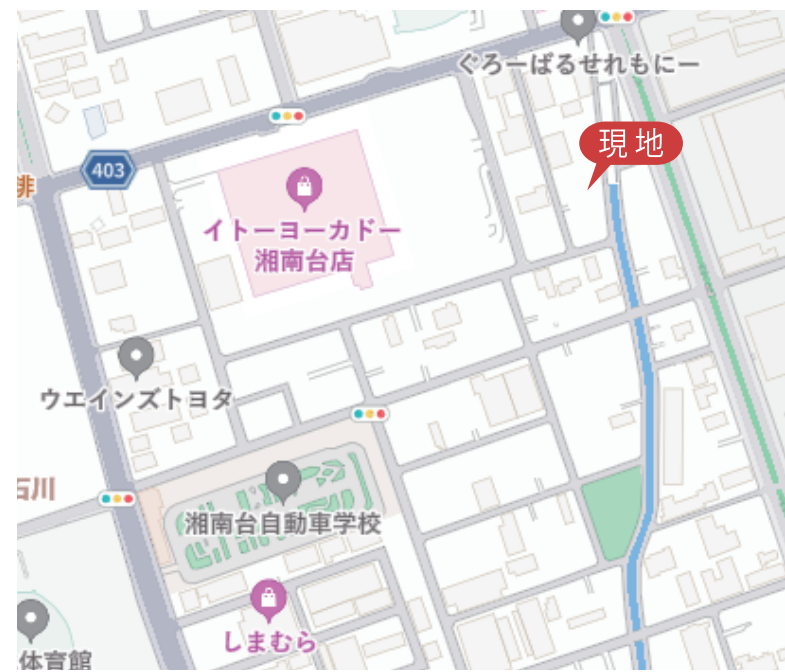 ぐろーばるせれもにー
現地
403
イトーヨーカドー
湘南台店
ウエインズトヨタ
石川
湘南台自動車学校
しまむら
体育館